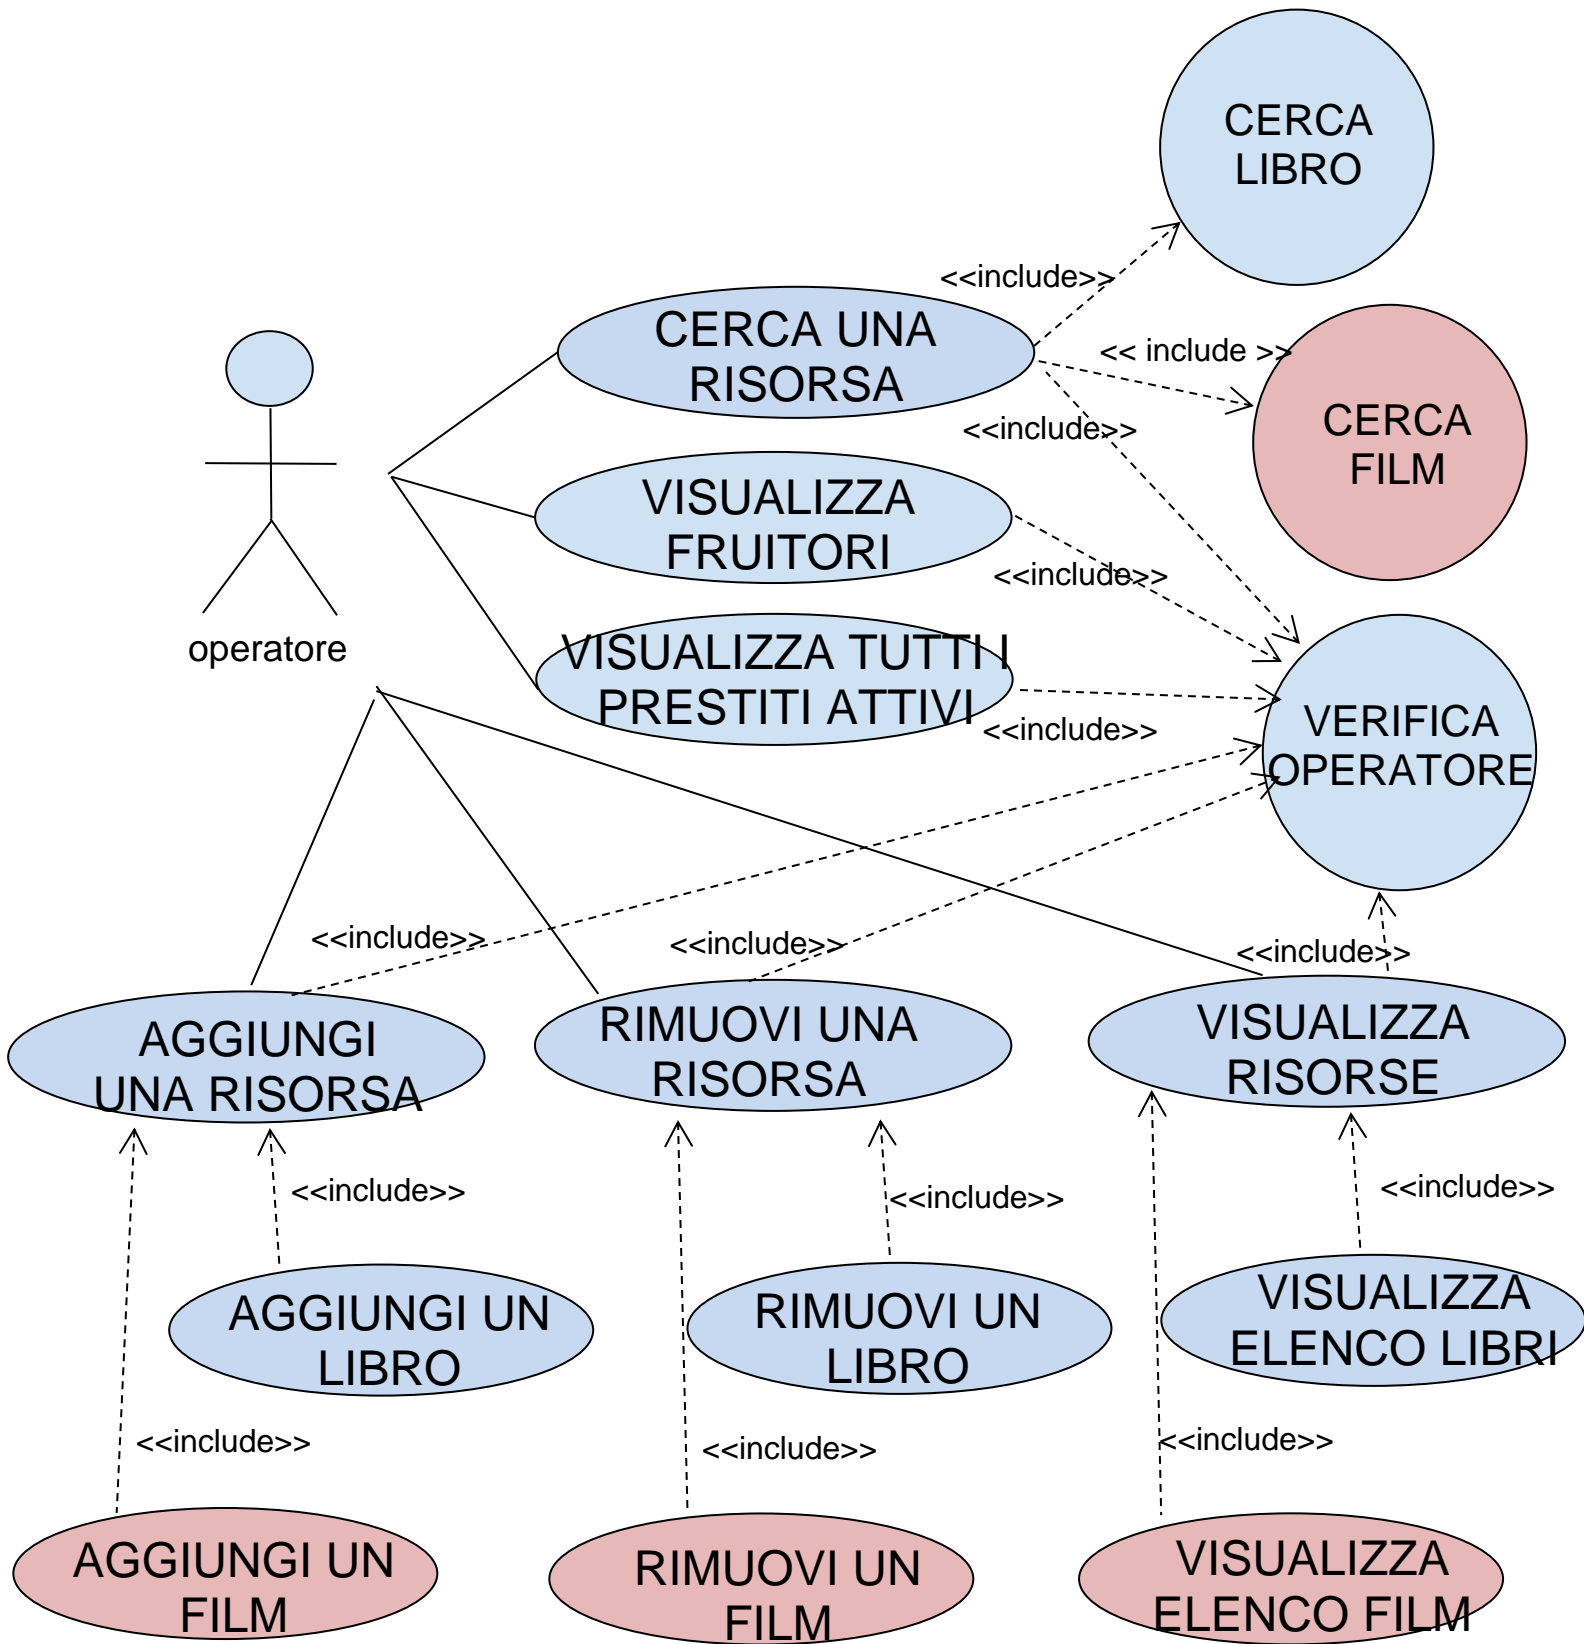 CERCA
LIBRO
<<include>>
CERCA UNA
RISORSA
<< include >>
<<include>>
CERCA
FILM
VISUALIZZA
FRUITORI
<<include>>
operatore
VISUALIZZA TUTTI I
PRESTITI ATTIVI
<<include>>
VERIFICA
OPERATORE
<<include>>
<<include>>
<<include>>
AGGIUNGI
UNA RISORSA
RIMUOVI UNA
RISORSA
VISUALIZZA
RISORSE
<<include>>
<<include>>
<<include>>
AGGIUNGI UN
LIBRO
RIMUOVI UN
LIBRO
VISUALIZZA
ELENCO LIBRI
<<include>>
<<include>>
<<include>>
AGGIUNGI UN
FILM
RIMUOVI UN
FILM
VISUALIZZA
ELENCO FILM